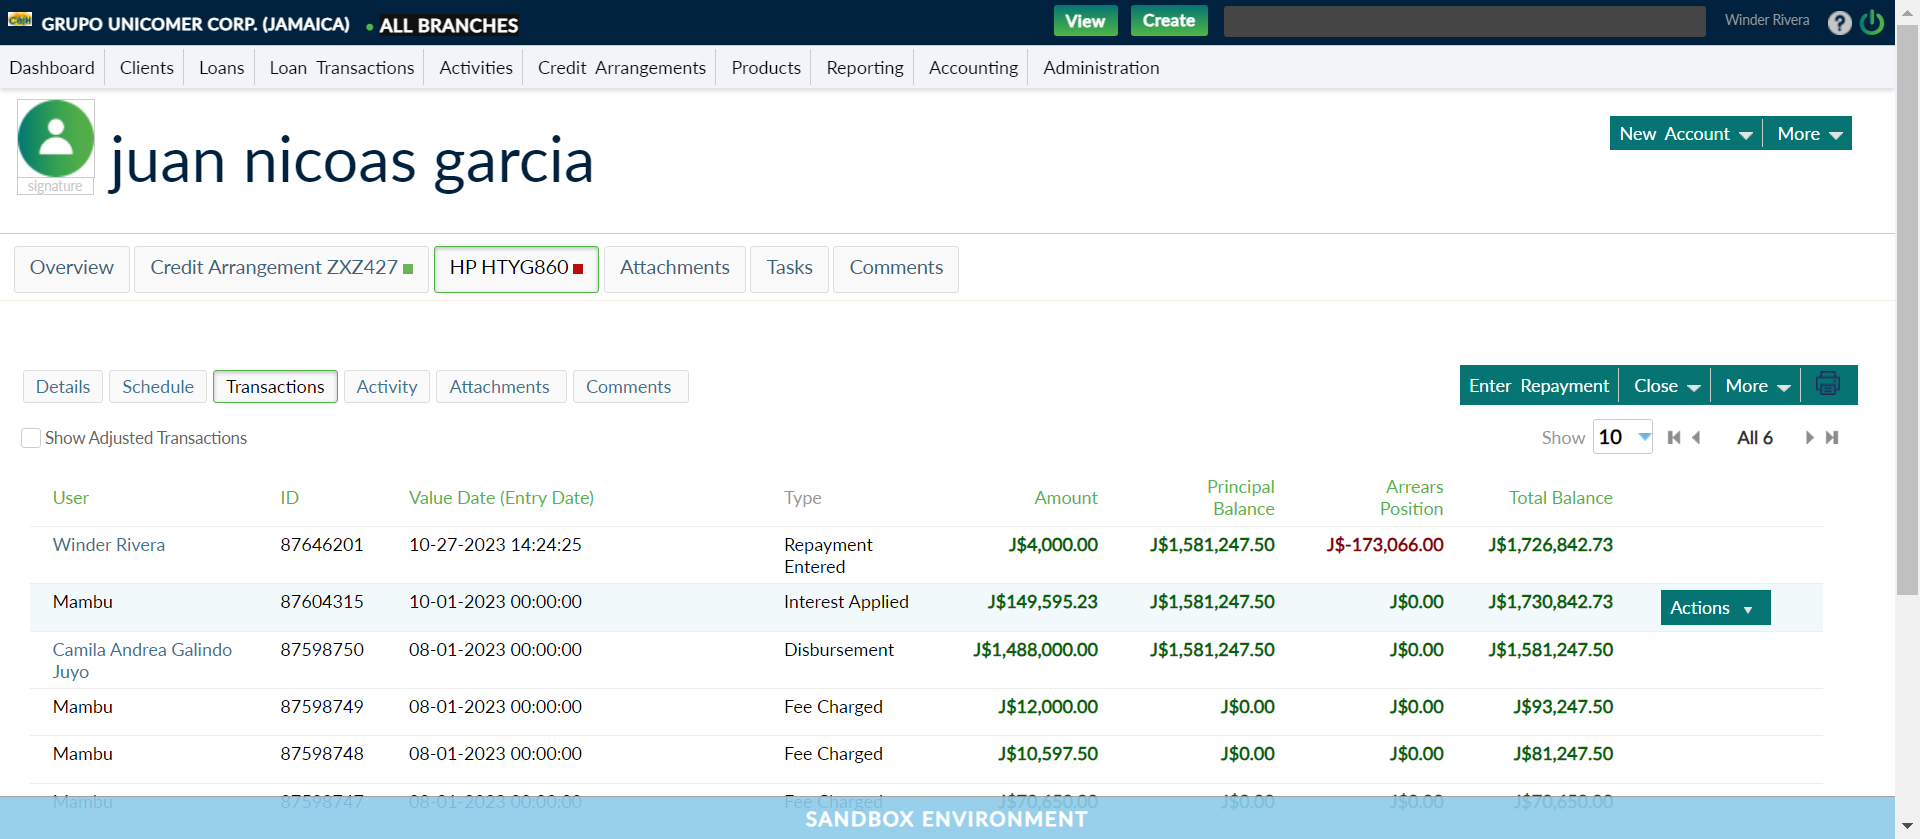 Cash GRUPO UNICOMER CORP. (JAMAICA) • ALL BRANCHES View Create Winder Rivera ?
Dashboard Clients Loans Loan Transactions Activities Credit Arrangements Products Reporting Accounting Administration
signature juan nicoas garcia New Account More
Overview Credit Arrangement ZXZ427 HP HTYG860 Attachments Tasks Comments
Details Schedule Transactions Activity Attachments Comments Enter Repayment Close More
Show Adjusted Transactions Show 10 All 6
User ID Value Date (Entry Date) Type Amount Principal Balance Arrears Position Total Balance
Winder Rivera 87646201 10-27-2023 14:24:25 Repayment Entered J$4,000.00 J$1,581,247.50 J$-173,066.00 J$1,726,842.73
Mambu 87604315 10-01-2023 00:00:00 Interest Applied J$149,595.23 J$1,581,247.50 J$0.00 J$1,730,842.73 Actions
Camila Andrea Galindo Juyo 87598750 08-01-2023 00:00:00 Disbursement J$1,488,000.00 J$1,581,247.50 J$0.00 J$1,581,247.50
Mambu 87598749 08-01-2023 00:00:00 Fee Charged J$12,000.00 J$0.00 J$0.00 J$93,247.50
Mambu 87598748 08-01-2023 00:00:00 Fee Charged J$10,597.50 J$0.00 J$0.00 J$81,247.50
Mambu 87598747 08-01-2023 00:00:00 Fee Charged J$70,650.00 J$0.00 J$0.00 J$70,650.00
SANDBOX ENVIRONMENT